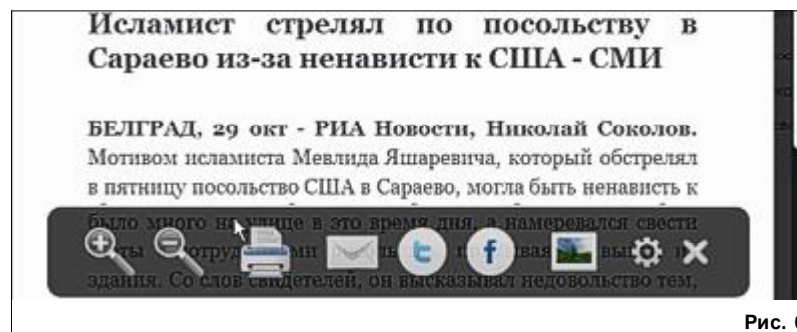 Исламист стрелял по посольству в
Сараево из-за ненависти к США - СМИ
БЕЛГРАД, 29 окт - РИА Новости, Николай Соколов.
Мотивом исламиста Мевлида Яшаревича, который обстрелял
в пятницу посольство США в Сараево, могла быть ненависть к
было много на улице в это время дня, а намеревался свести
здания. Со слов свидетелей, он высказывал недовольство тем,
Рис.